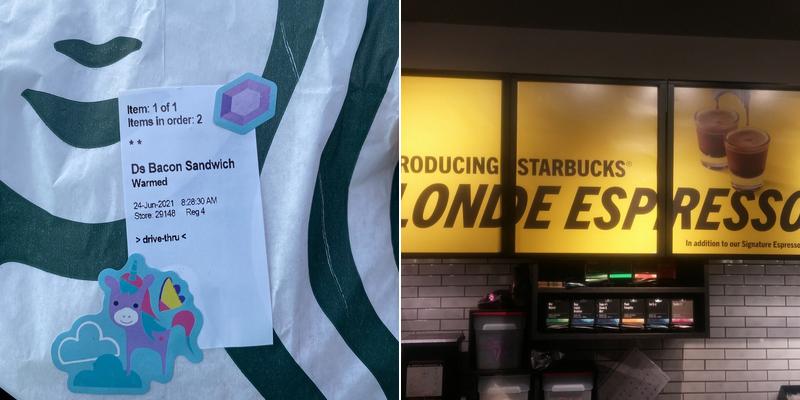 Item: 1 of 1
Items in order: 2
* *
Ds Bacon Sandwich
Warmed
24-Jun-2021 8:28:30 AM
Store: 29148 Reg 4
> drive-thru <
RODUCING STARBUCKS®
LONDE ESPRESSO
In addition to our Signature Espresso